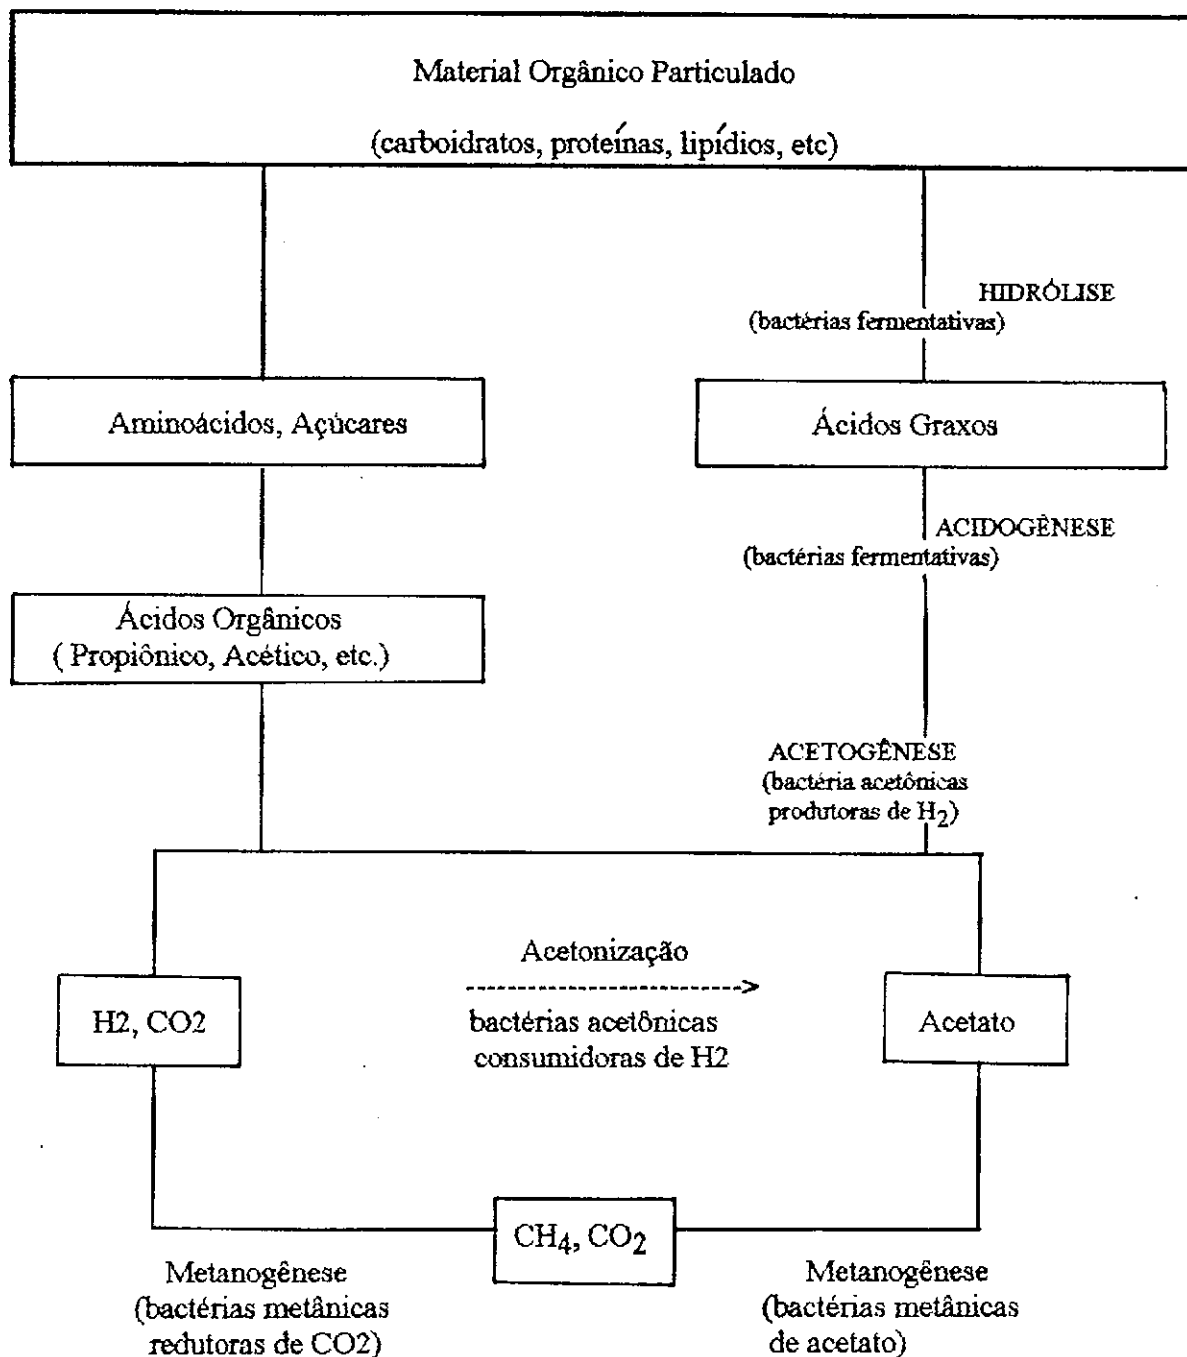 Material Orgânico Particulado
(carboidratos, proteínas, lipídios, etc)
HIDRÓLISE
(bactérias fermentativas)
Aminoácidos, Açúcares
Ácidos Graxos
ACIDOGÊNESE
(bactérias fermentativas)
Ácidos Orgânicos
( Propiônico, Acético, etc.)
ACETOGÊNESE
(bactéria acetônicas
produtoras de H2)
Acetonização
H2, CO2
Acetato
bactérias acetônicas
consumidoras de H2
CH4, CO2
Metanogênese
(bactérias metânicas
redutoras de CO2)
Metanogênese
(bactérias metânicas
de acetato)